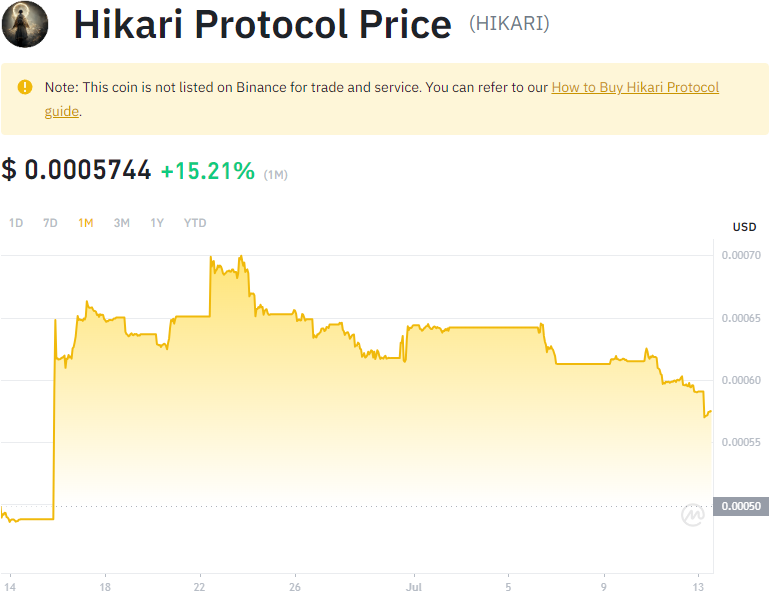 Hikari Protocol Price (HIKARI)
Note: This coin is not listed on Binance for trade and service. You can refer to our How to Buy Hikari Protocol
guide.
$ 0.0005744 +15.21% (1M)
1D 7D 1M 3M 1Y YTD
USD
0.00070
0.00065
0.00060
0.00055
0.00050
14 18 22 26 Jul 5 9 13